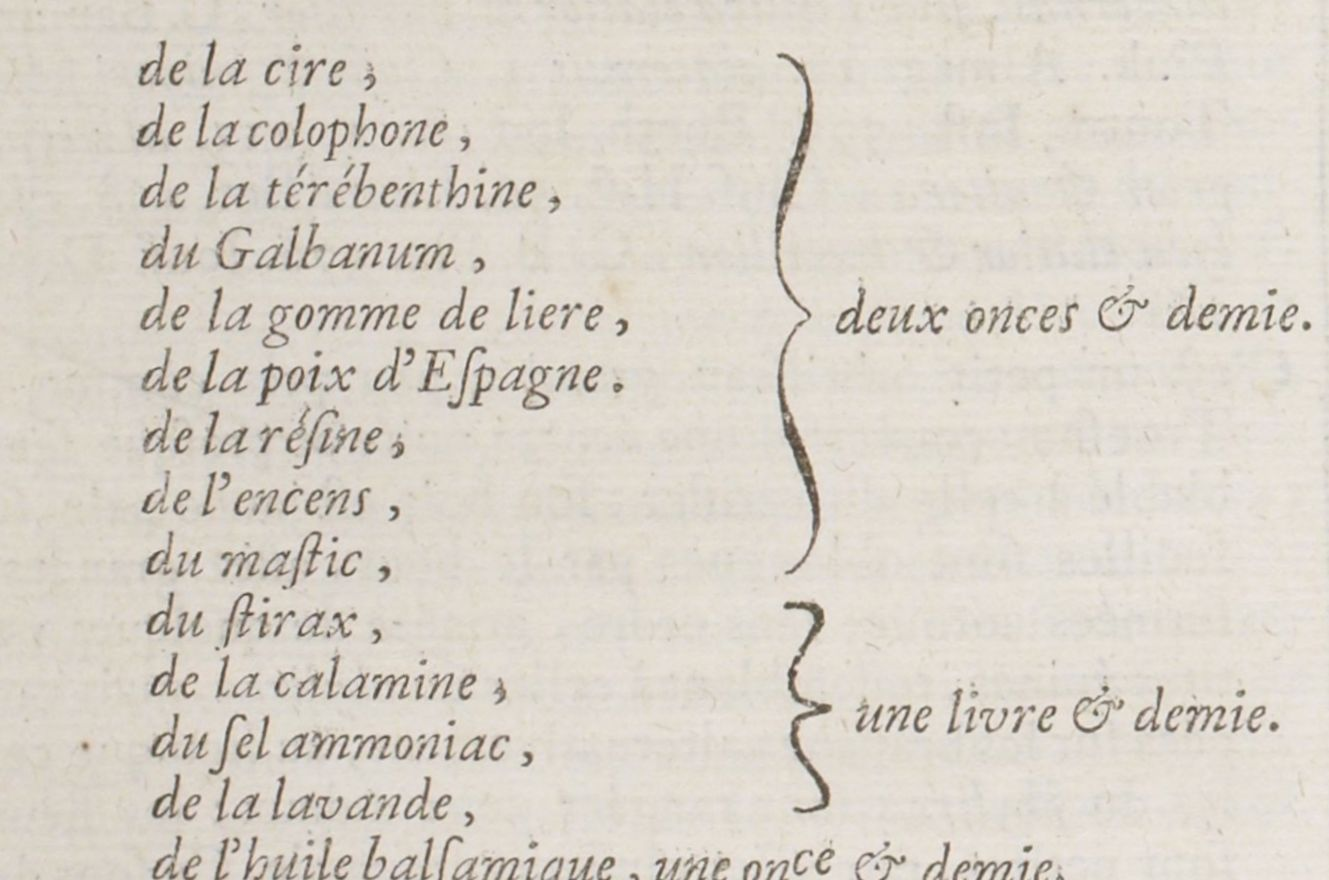 de la cire,
de la colophone,
de la térébenthine,
du Galbanum,
de la gomme de liere,
deux onces & demie.
de la poix d'Eſpagne.
de la réſine,
de l'encens,
du maſtic,
du ſtirax,
de la calamine,
une livre & demie.
du ſel ammoniac,
de la lavande,
de l'huile balſamique, une once & demie.